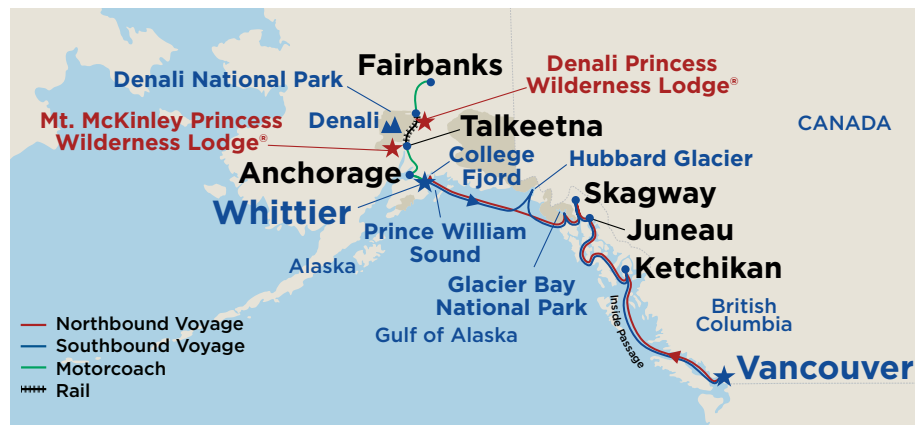 Fairbanks
Denali Princess
Wilderness Lodge®
Denali National Park
Denali
Mt. McKinley Princess
Wilderness Lodge®
Talkeetna
CANADA
College
Fjord
Hubbard Glacier
Anchorage
Whittier
Skagway
Juneau
Prince William
Sound
Alaska
Glacier Bay
National Park
Ketchikan
Inside Passage
British
Columbia
Gulf of Alaska
Vancouver
Northbound Voyage
Southbound Voyage
Motorcoach
Rail